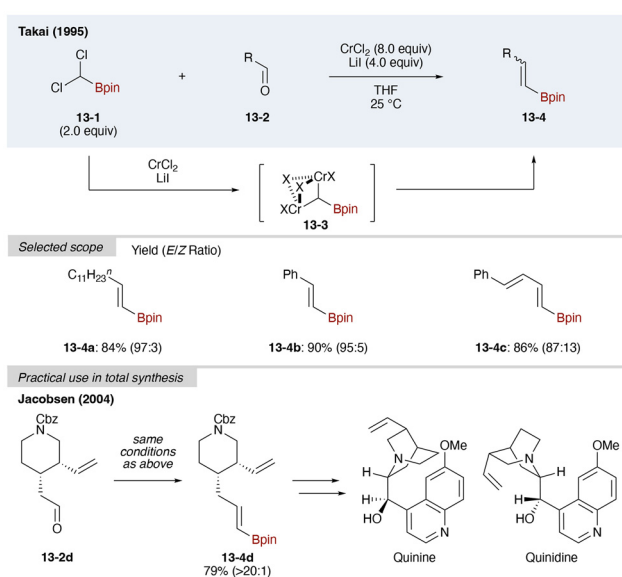 Takai (1995)
Cl
Cl
Bpin
13-1
(2.0 equiv)
+
R
O
13-2
CrCl2 (8.0 equiv)
LiI (4.0 equiv)
THF
25 °C
R
Bpin
13-4
CrCl2
LiI
X
CrX
X
XCr
Bpin
13-3
Selected scope
Yield (E/Z Ratio)
C11H23n
Bpin
13-4a: 84% (97:3)
Ph
Bpin
13-4b: 90% (95:5)
Ph
Bpin
13-4c: 86% (87:13)
Practical use in total synthesis
Jacobsen (2004)
Cbz
N
O
13-2d
same
conditions
as above
Cbz
N
Bpin
13-4d
79% (>20:1)
N
H
H
HO
OMe
N
Quinine
N
H
H
HO
OMe
N
Quinidine